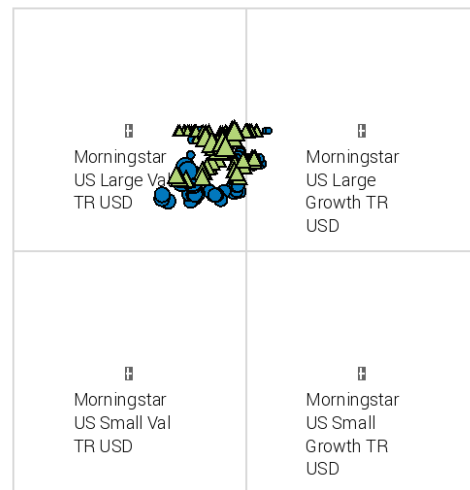 Morningstar
US Large Val
TR USD
Morningstar
US Large
Growth TR
USD
Morningstar
US Small Val
TR USD
Morningstar
US Small
Growth TR
USD